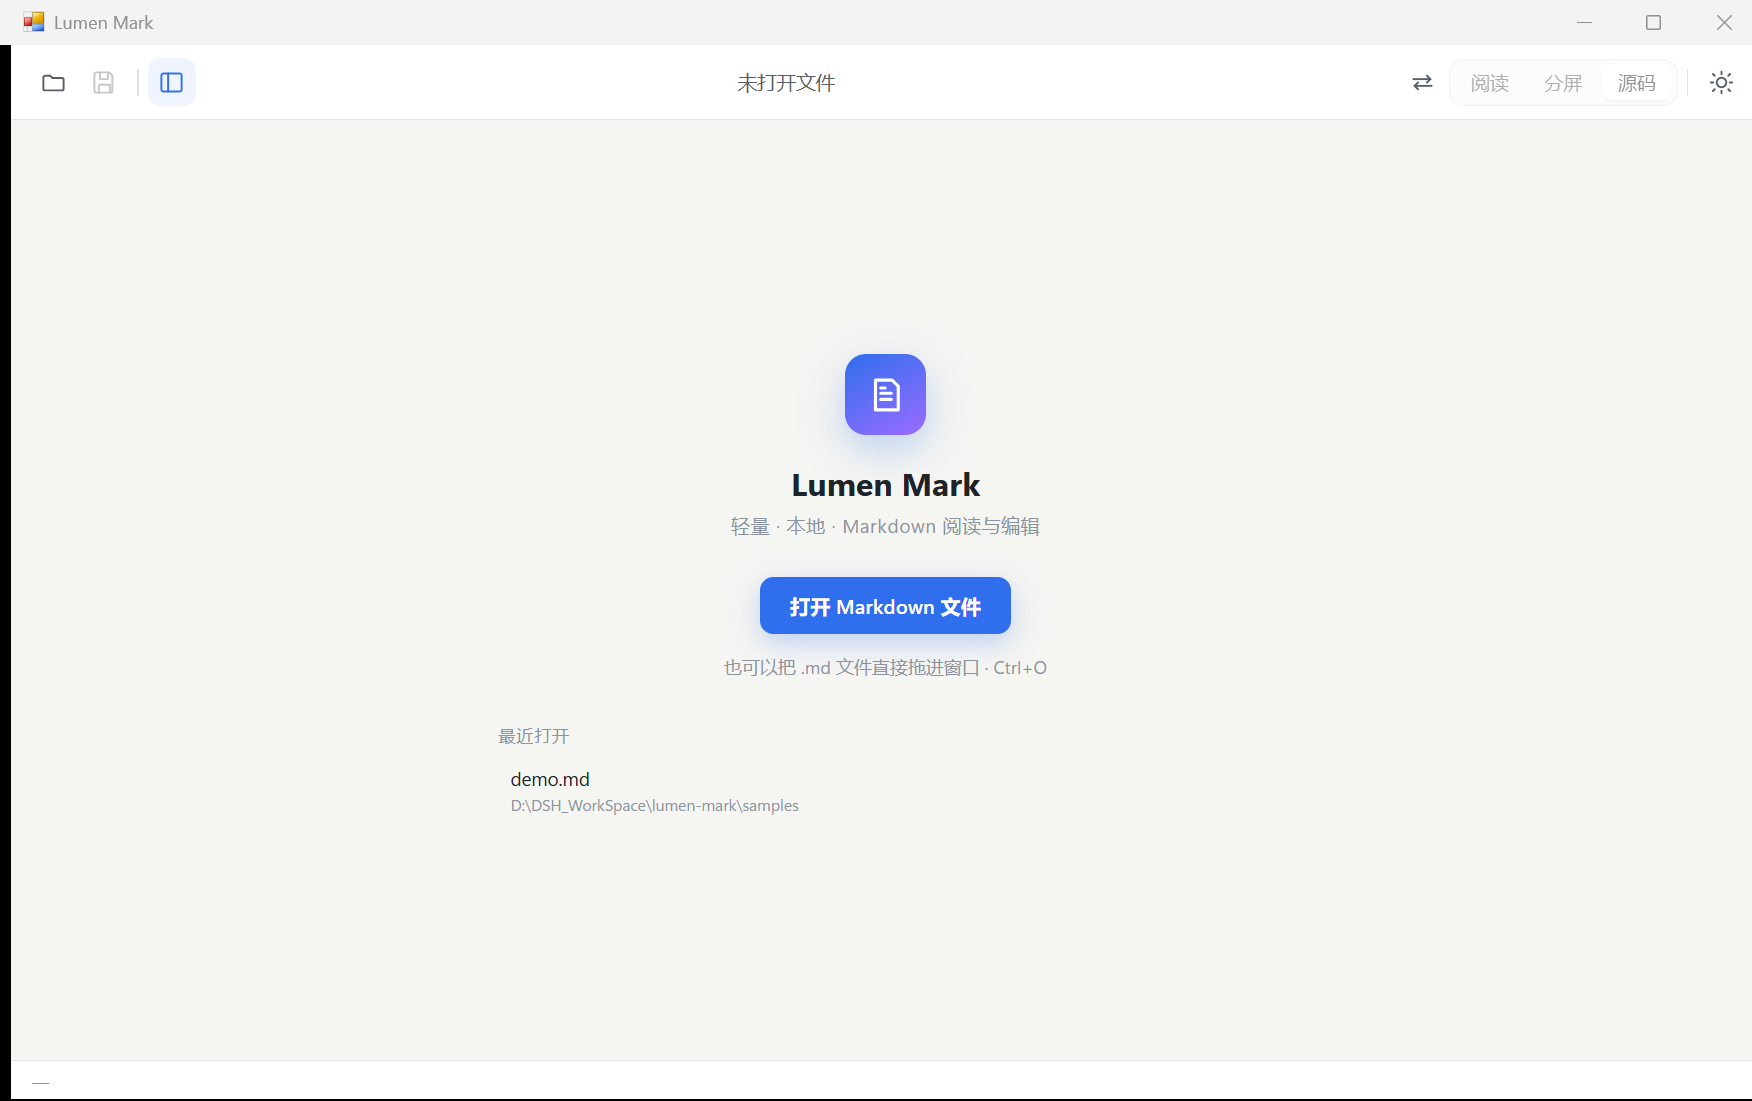 Lumen Mark
未打开文件
阅读 分屏 源码
Lumen Mark
轻量 · 本地 · Markdown 阅读与编辑
打开 Markdown 文件
也可以把 .md 文件直接拖进窗口 · Ctrl+O
最近打开
demo.md
D:\DSH_WorkSpace\lumen-mark\samples
—